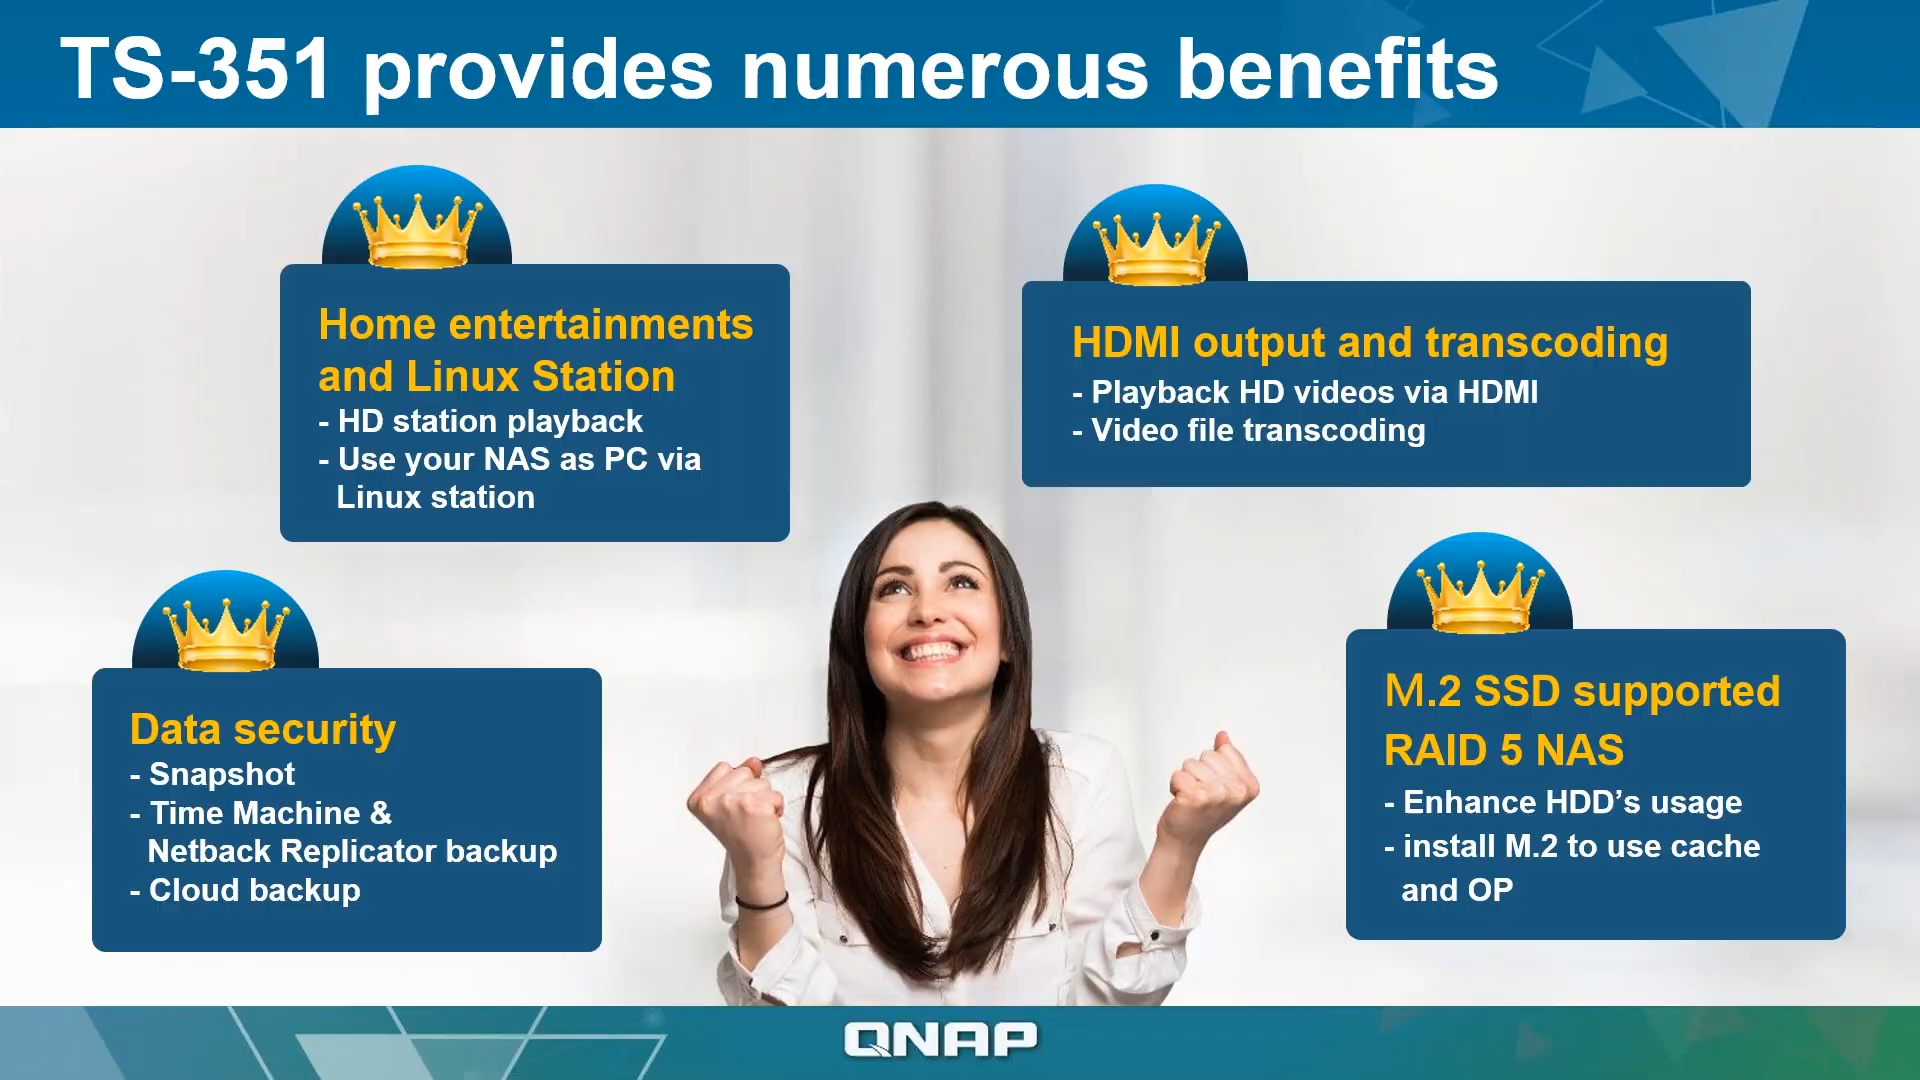 TS-351 provides numerous benefits
Home entertainments
and Linux Station
- HD station playback
- Use your NAS as PC via
Linux station
HDMI output and transcoding
- Playback HD videos via HDMI
- Video file transcoding
Data security
- Snapshot
- Time Machine &
Netback Replicator backup
- Cloud backup
M.2 SSD supported
RAID 5 NAS
- Enhance HDD’s usage
- install M.2 to use cache
and OP
QNAP